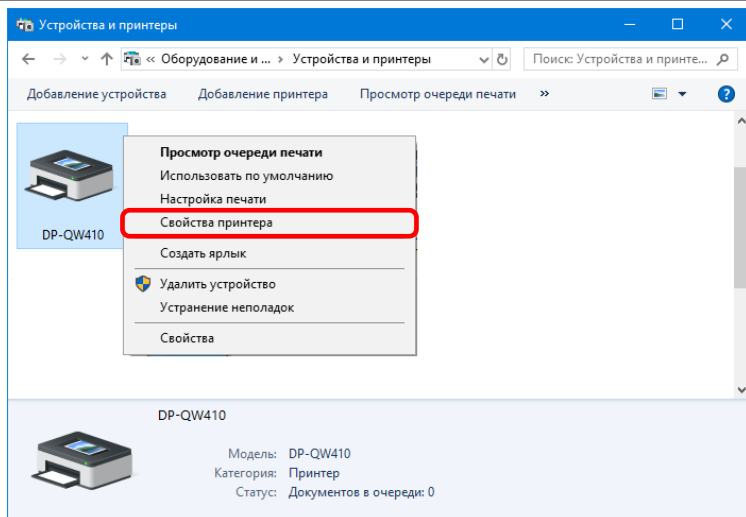 Устройства и принтеры
« Оборудование и ... › Устройства и принтеры
Поиск: Устройства и принте...
Добавление устройства Добавление принтера Просмотр очереди печати »
Просмотр очереди печати
Использовать по умолчанию
Настройка печати
Свойства принтера
DP-QW410
Создать ярлык
Удалить устройство
Устранение неполадок
Свойства
DP-QW410
Модель: DP-QW410
Категория: Принтер
Статус: Документов в очереди: 0